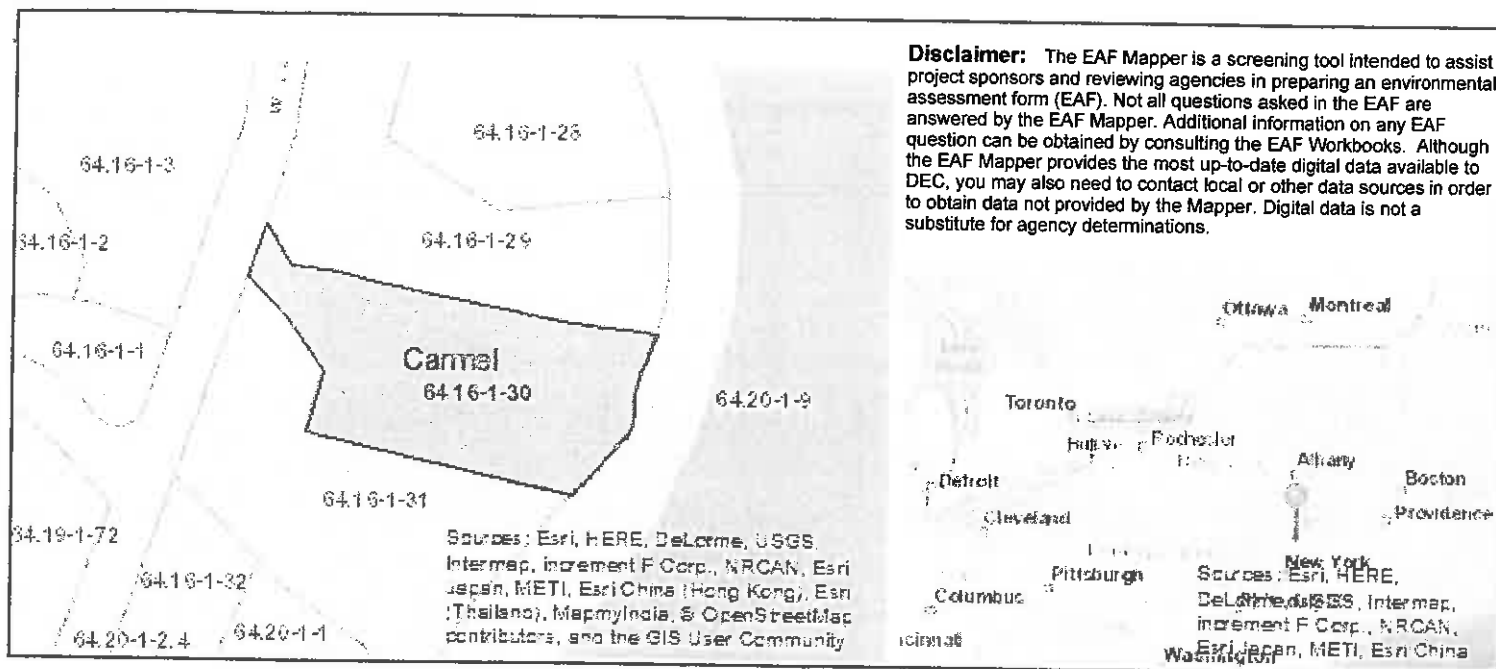 Disclaimer: The EAF Mapper is a screening tool intended to assist
project sponsors and reviewing agencies in preparing an environmental
assessment form (EAF). Not all questions asked in the EAF are
answered by the EAF Mapper. Additional information on any EAF
question can be obtained by consulting the EAF Workbooks. Although
the EAF Mapper provides the most up-to-date digital data available to
DEC, you may also need to contact local or other data sources in order
to obtain data not provided by the Mapper. Digital data is not a
substitute for agency determinations.
64.16-1-28
64.16-1-3
64.16-1-2
64.16-1-29
64.16-1-1
Carmel
64.16-1-30
64.20-1-9
64.16-1-31
64.19-1-72
64.16-1-32
64.20-1-2.4
64.20-1-1
Sources: Esri, HERE, DeLorme, USGS,
Intermap, increment P Corp., NRCAN, Esri
Japan, METI, Esri China (Hong Kong), Esri
(Thailand), MapmyIndia, © OpenStreetMap
contributors, and the GIS User Community
Ottawa
Montreal
Toronto
Rochester
Albany
Boston
Detroit
Providence
Cleveland
New York
Pittsburgh
Columbus
cinnati
Washington
Sources: Esri, HERE,
DeLorme, USGS, Intermap,
increment P Corp., NRCAN,
Esri Japan, METI, Esri China